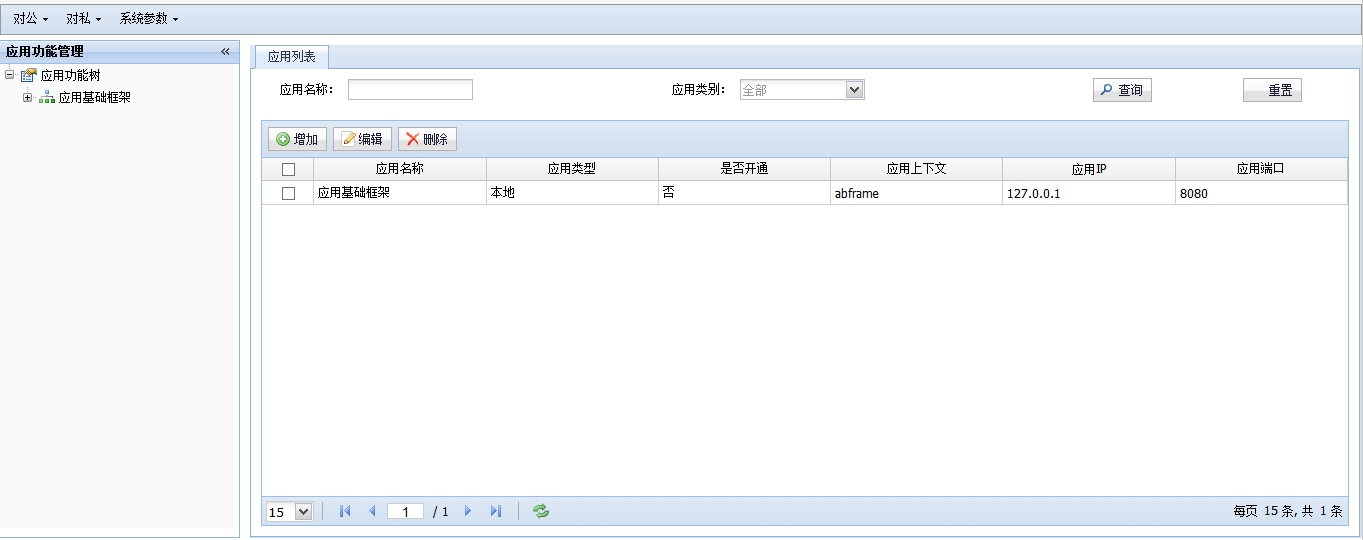 对公 对私 系统参数
应用功能管理
应用功能树
应用基础框架
应用列表
应用名称： 应用类别： 全部 查询 重置
增加 编辑 删除
应用名称 应用类型 是否开通 应用上下文 应用IP 应用端口
应用基础框架 本地 否 abframe 127.0.0.1 8080
15 1 / 1 每页 15 条, 共 1 条